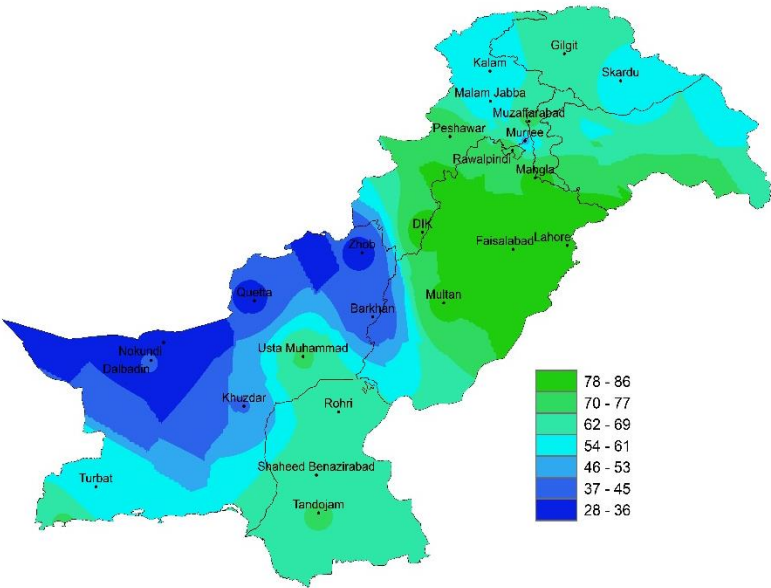 Gilgit
Kalam
Skardu
Malam Jabba
Muzaffarabad
Peshawar
Murree
Rawalpindi
Mangla
DIK
Zhob
Faisalabad
Lahore
Quetta
Multan
Barkhan
Nokundi
Usta Muhammad
Dalbadin
Khuzdar
Rohri
Shaheed Benazirabad
Turbat
Tandojam
78 - 86
70 - 77
62 - 69
54 - 61
46 - 53
37 - 45
28 - 36